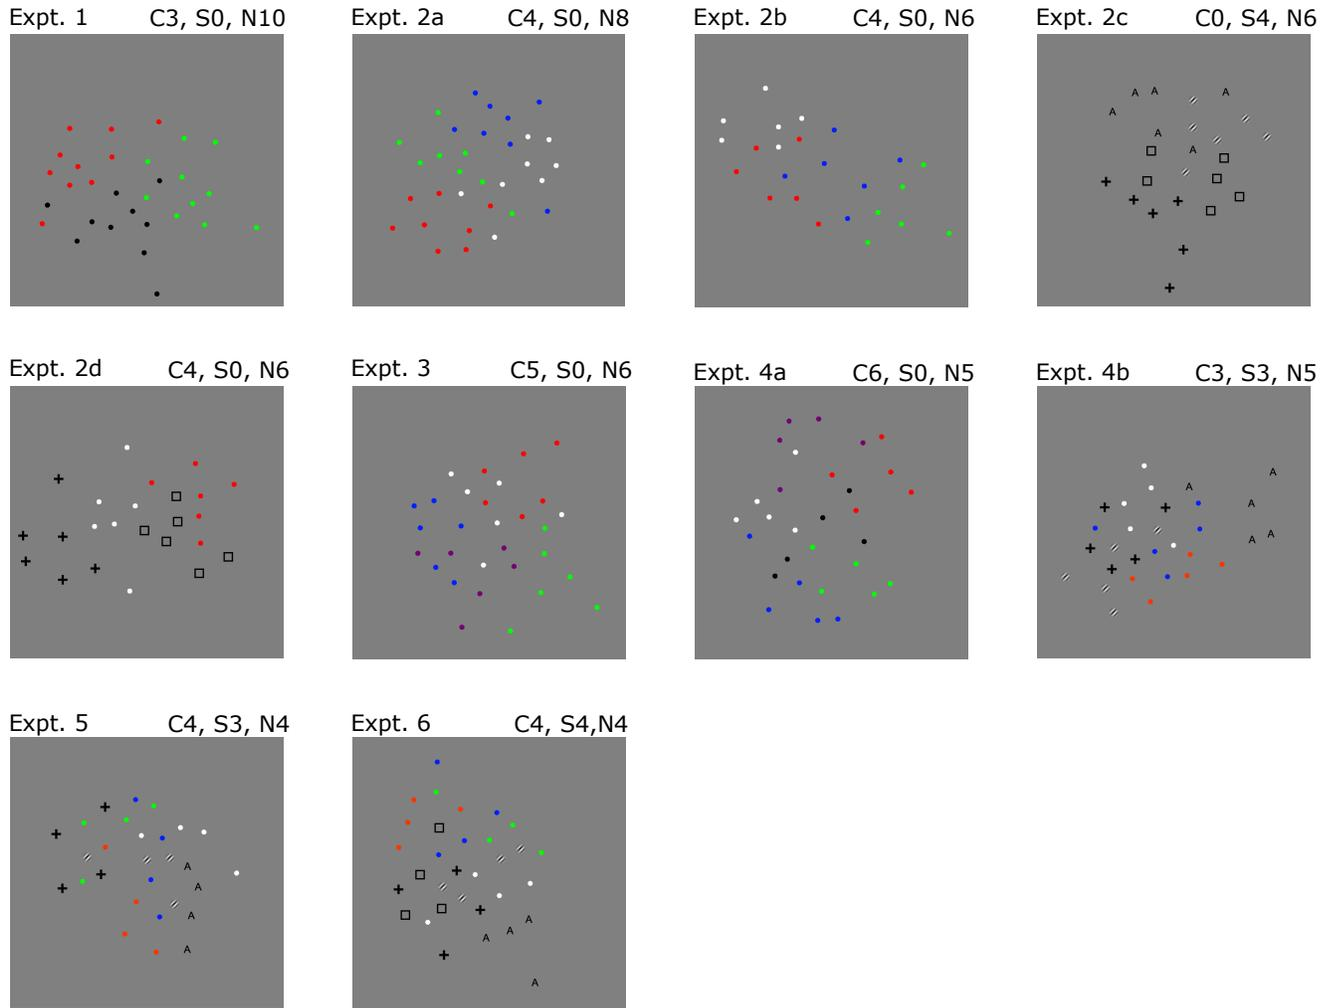 Expt. 1 C3, S0, N10
Expt. 2a C4, S0, N8
Expt. 2b C4, S0, N6
Expt. 2c C0, S4, N6
A A A
A
A
A
Expt. 2d C4, S0, N6
Expt. 3 C5, S0, N6
Expt. 4a C6, S0, N5
Expt. 4b C3, S3, N5
A
A
A
A
A
Expt. 5 C4, S3, N4
A
A
A
A
Expt. 6 C4, S4,N4
A
A
A
A